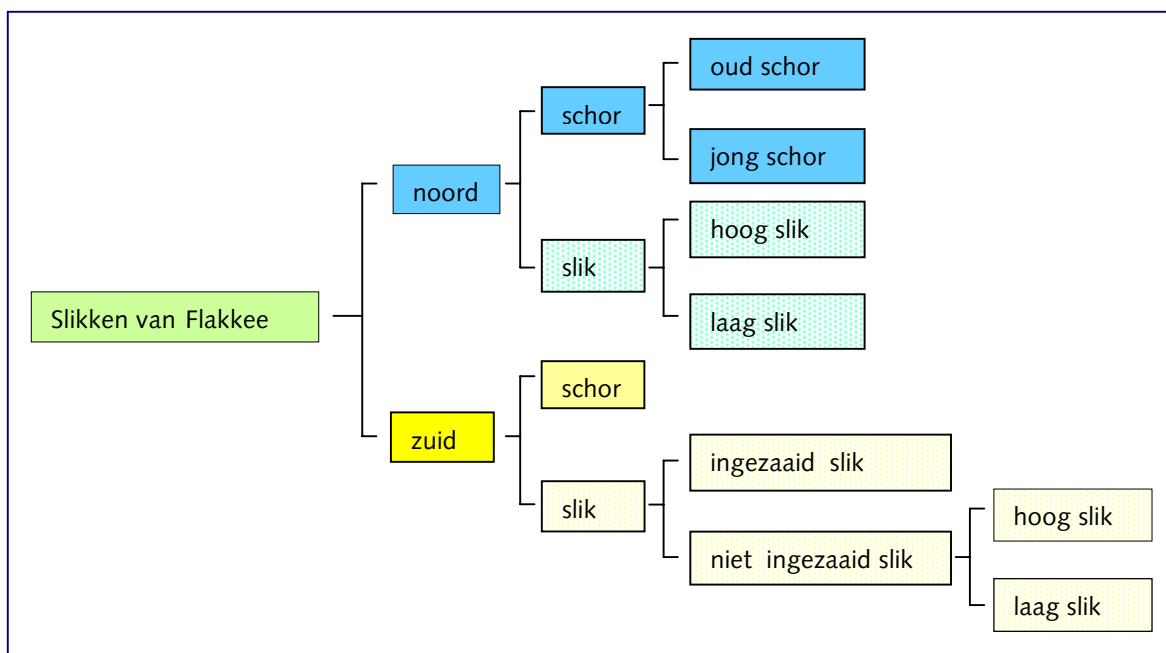 Slikken van Flakkee
noord
schor
oud schor
jong schor
slik
hoog slik
laag slik
zuid
schor
slik
ingezaaid slik
niet ingezaaid slik
hoog slik
laag slik